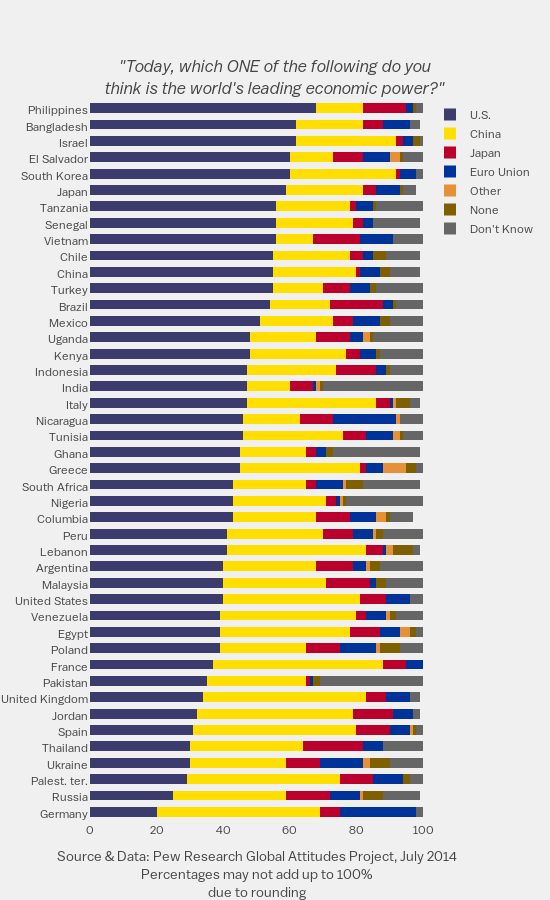 "Today, which ONE of the following do you
think is the world's leading economic power?"
Philippines
Bangladesh
Israel
El Salvador
South Korea
Japan
Tanzania
Senegal
Vietnam
Chile
China
Turkey
Brazil
Mexico
Uganda
Kenya
Indonesia
India
Italy
Nicaragua
Tunisia
Ghana
Greece
South Africa
Nigeria
Columbia
Peru
Lebanon
Argentina
Malaysia
United States
Venezuela
Egypt
Poland
France
Pakistan
United Kingdom
Jordan
Spain
Thailand
Ukraine
Palest. ter.
Russia
Germany
0 20 40 60 80 100
U.S.
China
Japan
Euro Union
Other
None
Don't Know
Source & Data: Pew Research Global Attitudes Project, July 2014
Percentages may not add up to 100%
due to rounding